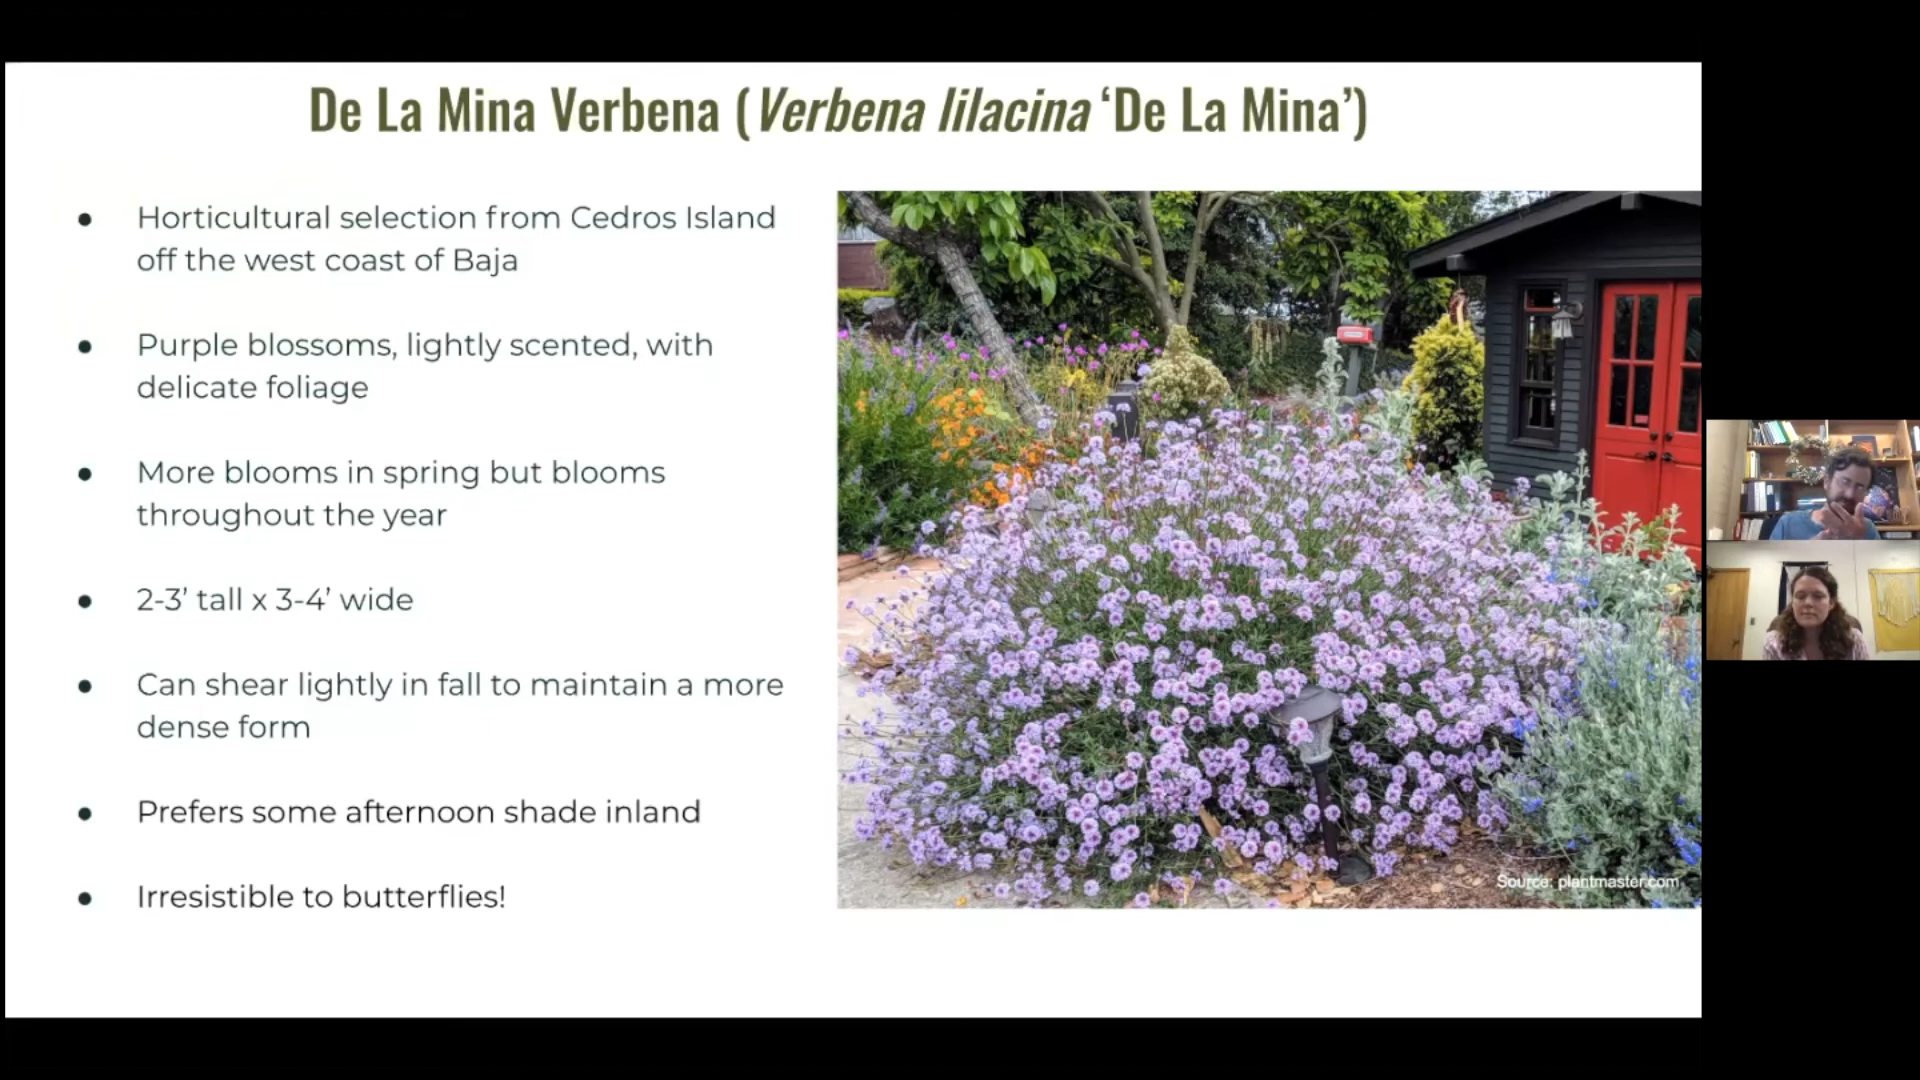 De La Mina Verbena (Verbena lilacina ‘De La Mina’)
● Horticultural selection from Cedros Island
off the west coast of Baja
● Purple blossoms, lightly scented, with
delicate foliage
● More blooms in spring but blooms
throughout the year
● 2-3’ tall x 3-4’ wide
● Can shear lightly in fall to maintain a more
dense form
● Prefers some afternoon shade inland
● Irresistible to butterflies!
Source: plantmaster.com